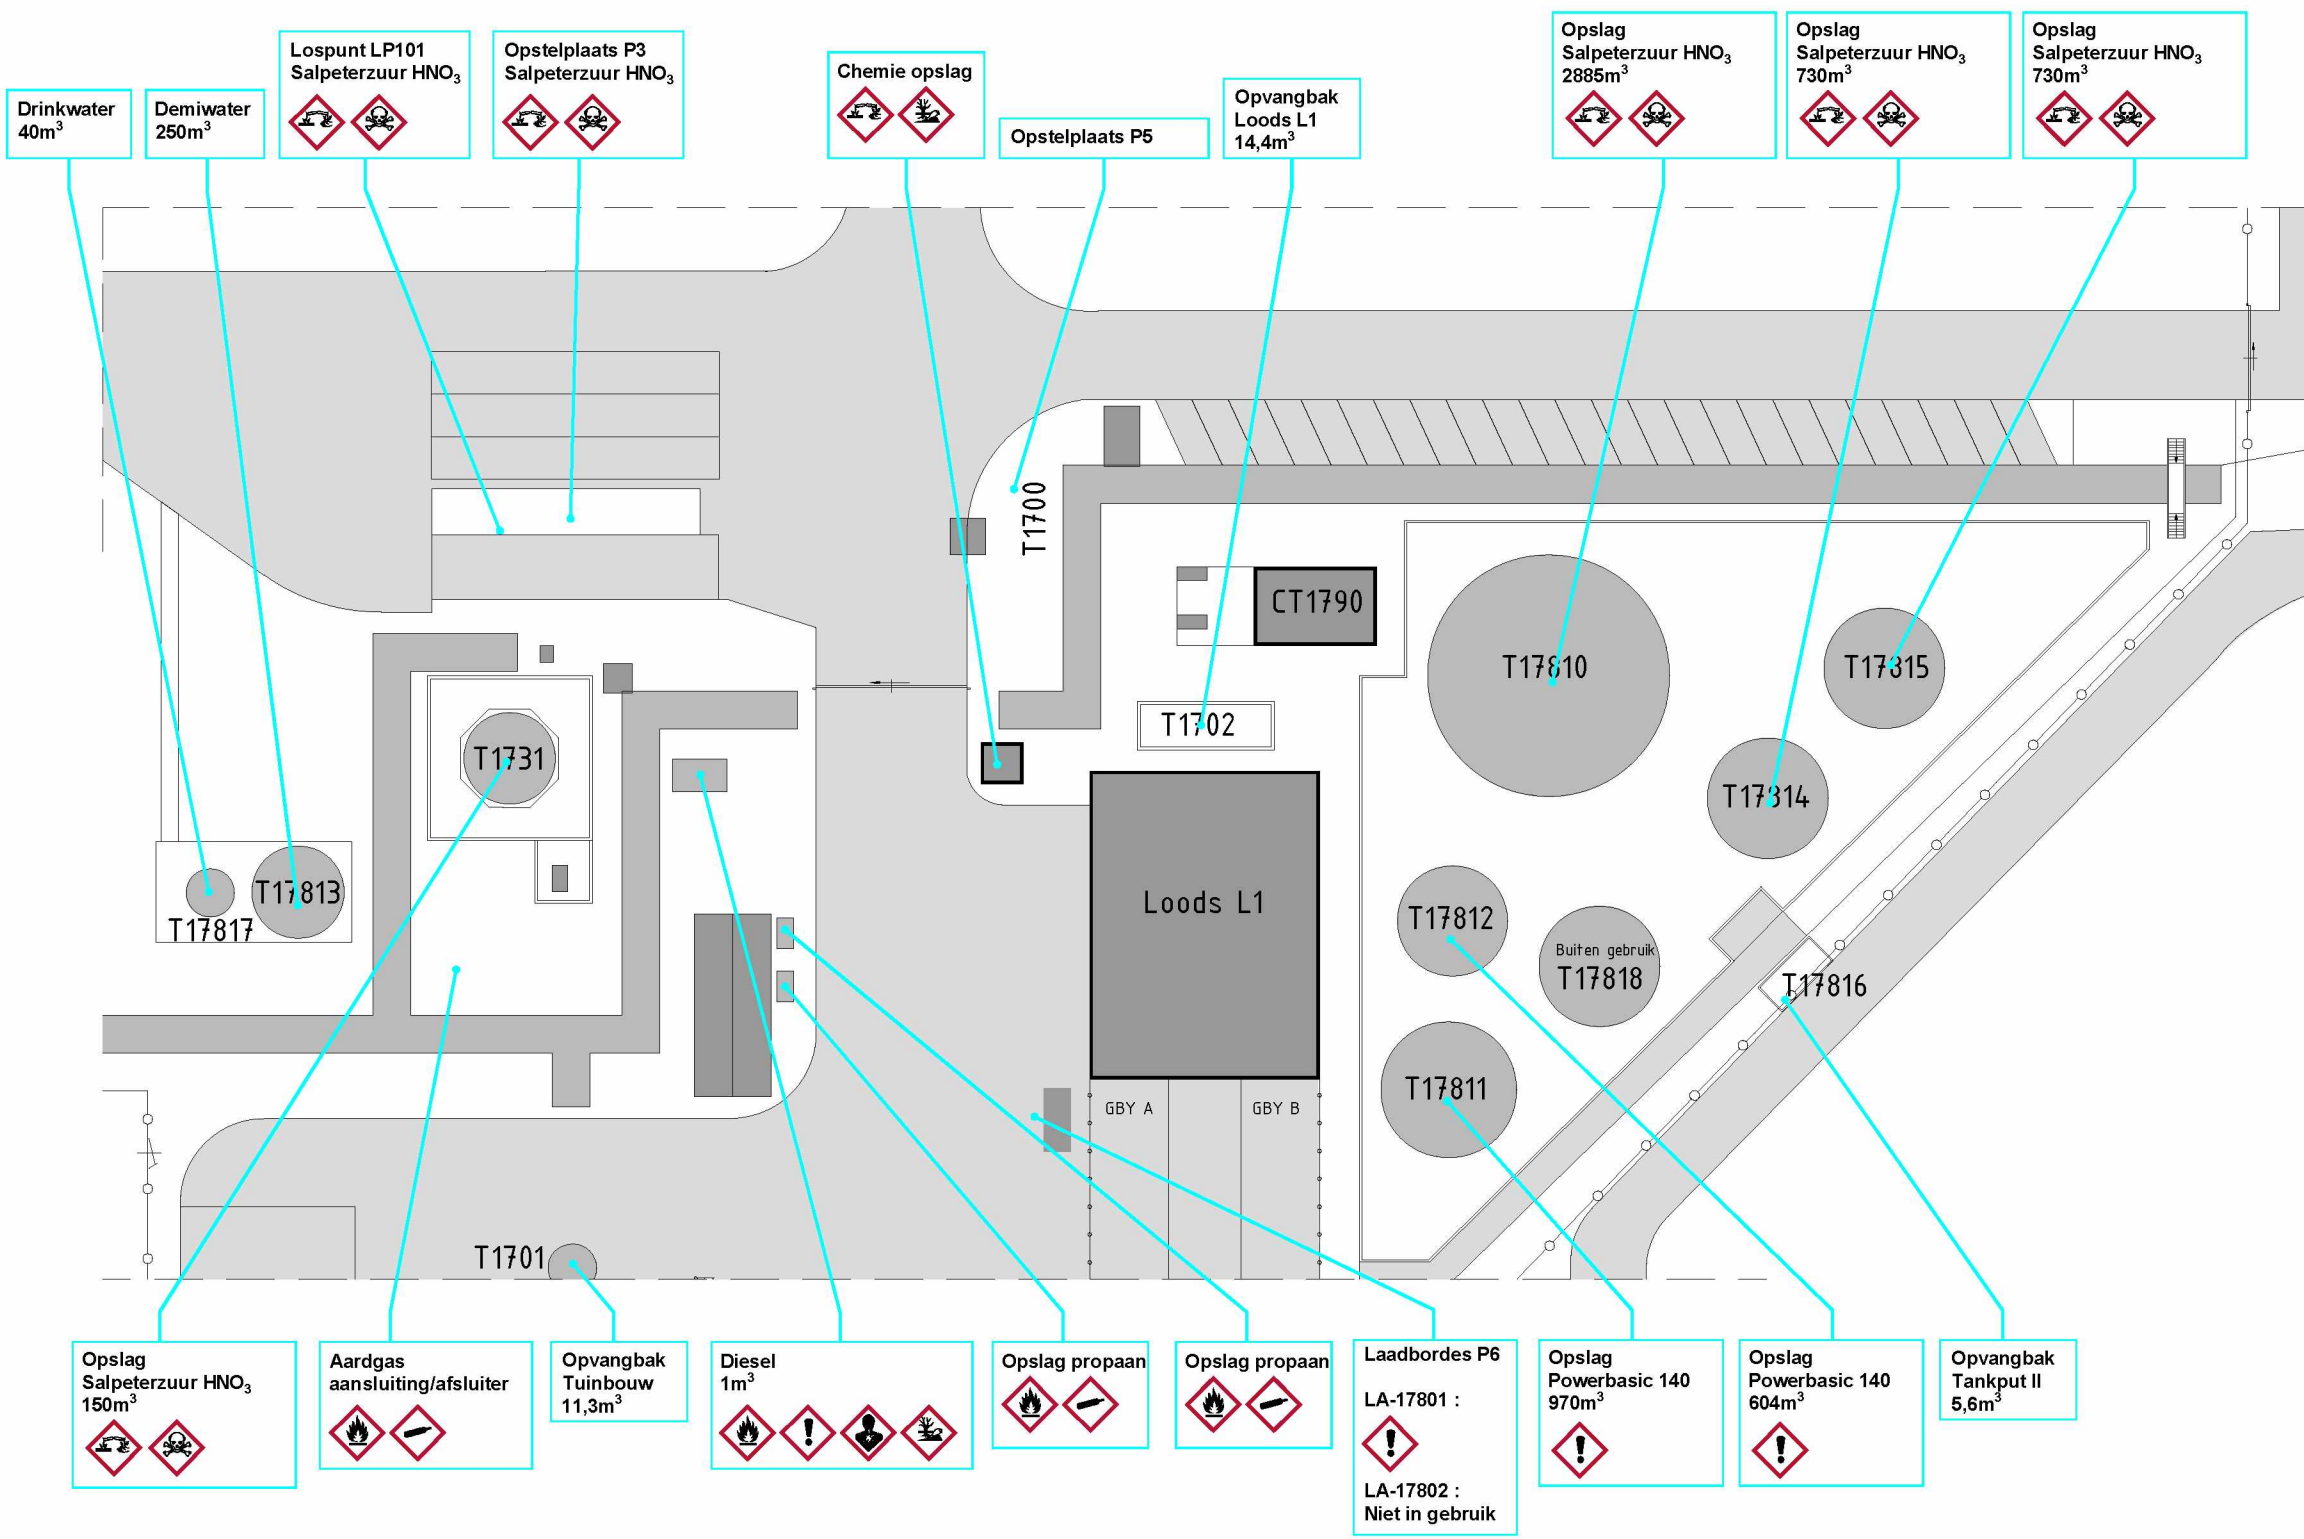 Drinkwater
40m³
Demiwater
250m³
Lospunt LP101
Salpeterzuur HNO₃
Opstelplaats P3
Salpeterzuur HNO₃
Chemie opslag
Opstelplaats P5
Opvangbak
Loods L1
14,4m³
Opslag
Salpeterzuur HNO₃
2885m³
Opslag
Salpeterzuur HNO₃
730m³
Opslag
Salpeterzuur HNO₃
730m³
T1700
CT1790
T17810
T17815
T1702
T1731
T17814
T17813
T17817
Loods L1
T17812
Buiten gebruik
T17818
T17816
T17811
GBY A
GBY B
T1701
Opslag
Salpeterzuur HNO₃
150m³
Aardgas
aansluiting/afsluiter
Opvangbak
Tuinbouw
11,3m³
Diesel
1m³
Opslag propaan
Opslag propaan
Laadbordes P6
LA-17801 :
LA-17802 :
Niet in gebruik
Opslag
Powerbasic 140
970m³
Opslag
Powerbasic 140
604m³
Opvangbak
Tankput II
5,6m³